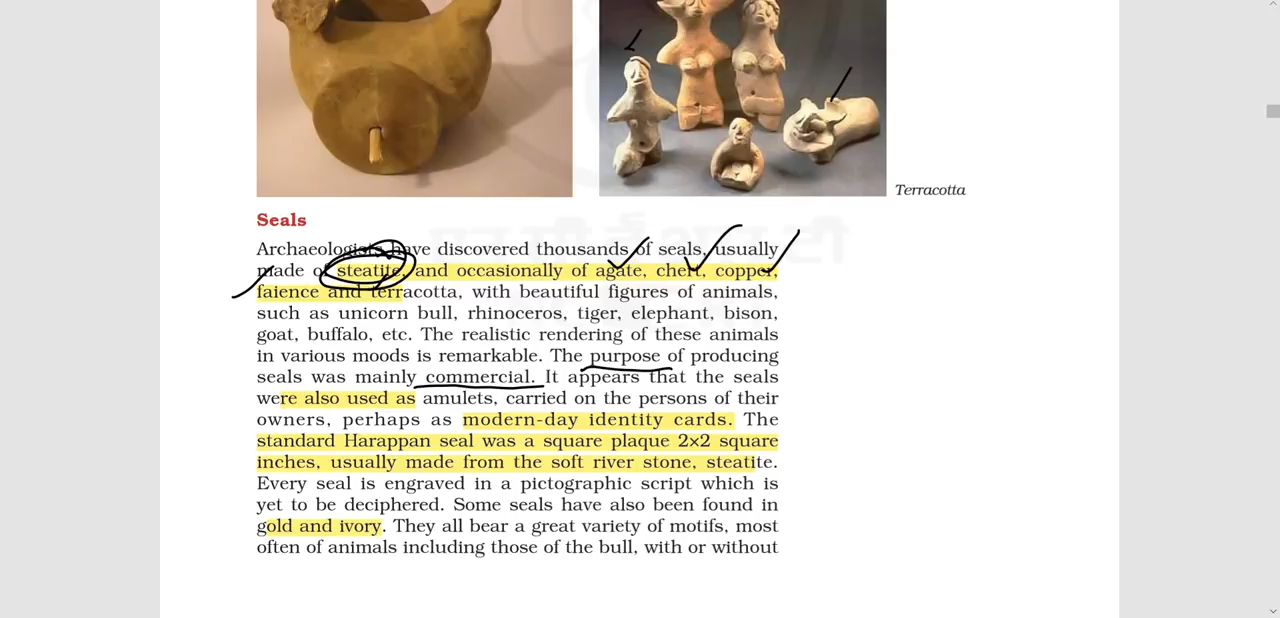 Terracotta
Seals
Archaeologists have discovered thousands of seals, usually
made of steatite, and occasionally of agate, chert, copper,
faience and terracotta, with beautiful figures of animals,
such as unicorn bull, rhinoceros, tiger, elephant, bison,
goat, buffalo, etc. The realistic rendering of these animals
in various moods is remarkable. The purpose of producing
seals was mainly commercial. It appears that the seals
were also used as amulets, carried on the persons of their
owners, perhaps as modern-day identity cards. The
standard Harappan seal was a square plaque 2×2 square
inches, usually made from the soft river stone, steatite.
Every seal is engraved in a pictographic script which is
yet to be deciphered. Some seals have also been found in
gold and ivory. They all bear a great variety of motifs, most
often of animals including those of the bull, with or without